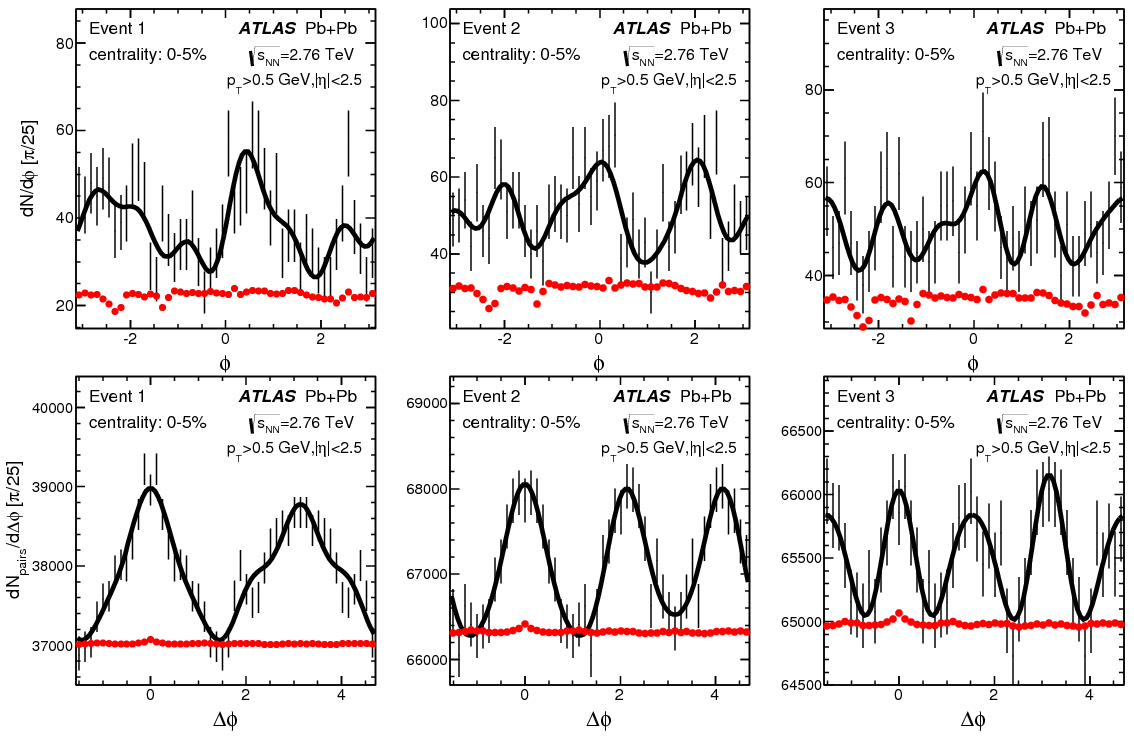 Event 1 ATLAS Pb+Pb
centrality: 0-5% √sNN=2.76 TeV
pT>0.5 GeV,|η|<2.5
dN/dϕ [π/25]
80
60
40
20
-2 0 2
ϕ
Event 2 ATLAS Pb+Pb
centrality: 0-5% √sNN=2.76 TeV
pT>0.5 GeV,|η|<2.5
100
80
60
40
-2 0 2
ϕ
Event 3 ATLAS Pb+Pb
centrality: 0-5% √sNN=2.76 TeV
pT>0.5 GeV,|η|<2.5
80
60
40
-2 0 2
ϕ
Event 1 ATLAS Pb+Pb
centrality: 0-5% √sNN=2.76 TeV
pT>0.5 GeV,|η|<2.5
dNpairs/dΔϕ [π/25]
40000
39000
38000
37000
0 2 4
Δϕ
Event 2 ATLAS Pb+Pb
centrality: 0-5% √sNN=2.76 TeV
pT>0.5 GeV,|η|<2.5
69000
68000
67000
66000
0 2 4
Δϕ
Event 3 ATLAS Pb+Pb
centrality: 0-5% √sNN=2.76 TeV
pT>0.5 GeV,|η|<2.5
66500
66000
65500
65000
64500
0 2 4
Δϕ